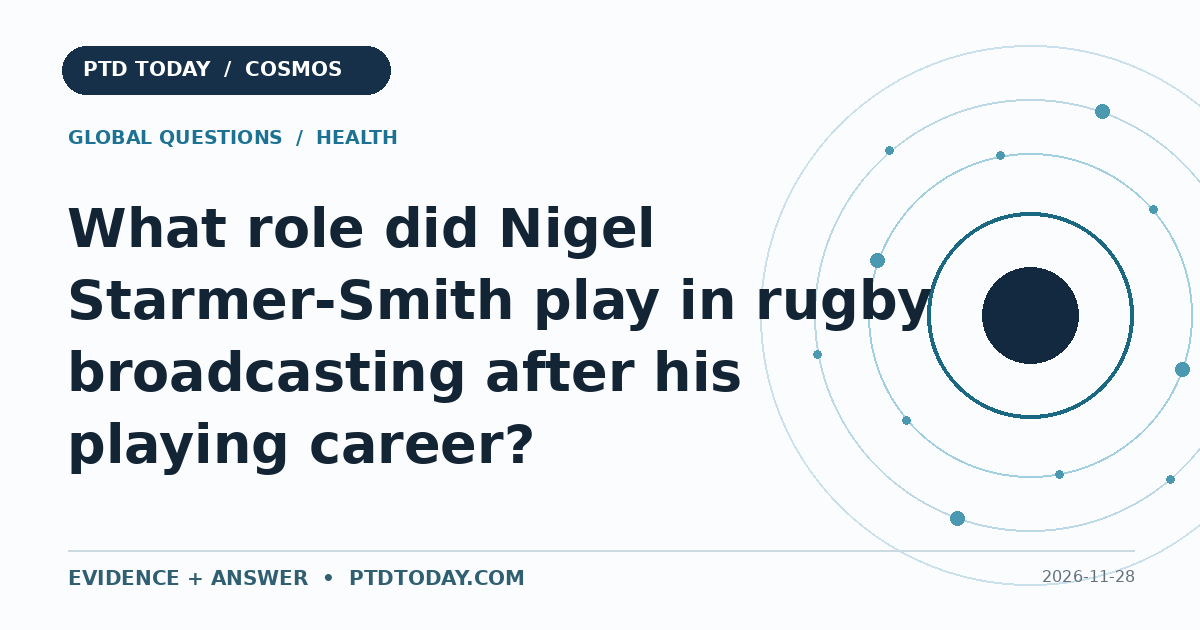 PTD TODAY / COSMOS
GLOBAL QUESTIONS / HEALTH
What role did Nigel
Starmer-Smith play in rugby
broadcasting after his
playing career?
EVIDENCE + ANSWER • PTDTODAY.COM
2026-11-28